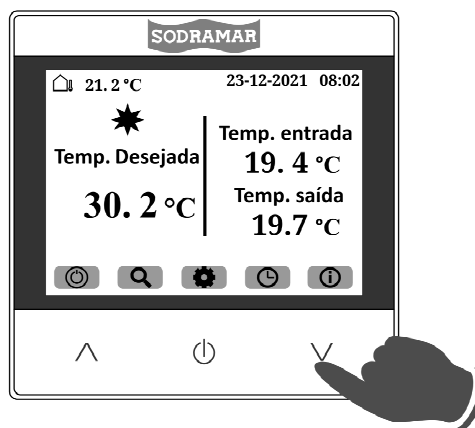 SODRAMAR
21.2°C
23-12-2021 08:02
Temp. Desejada
30.2°C
Temp. entrada
19.4°C
Temp. saída
19.7°C